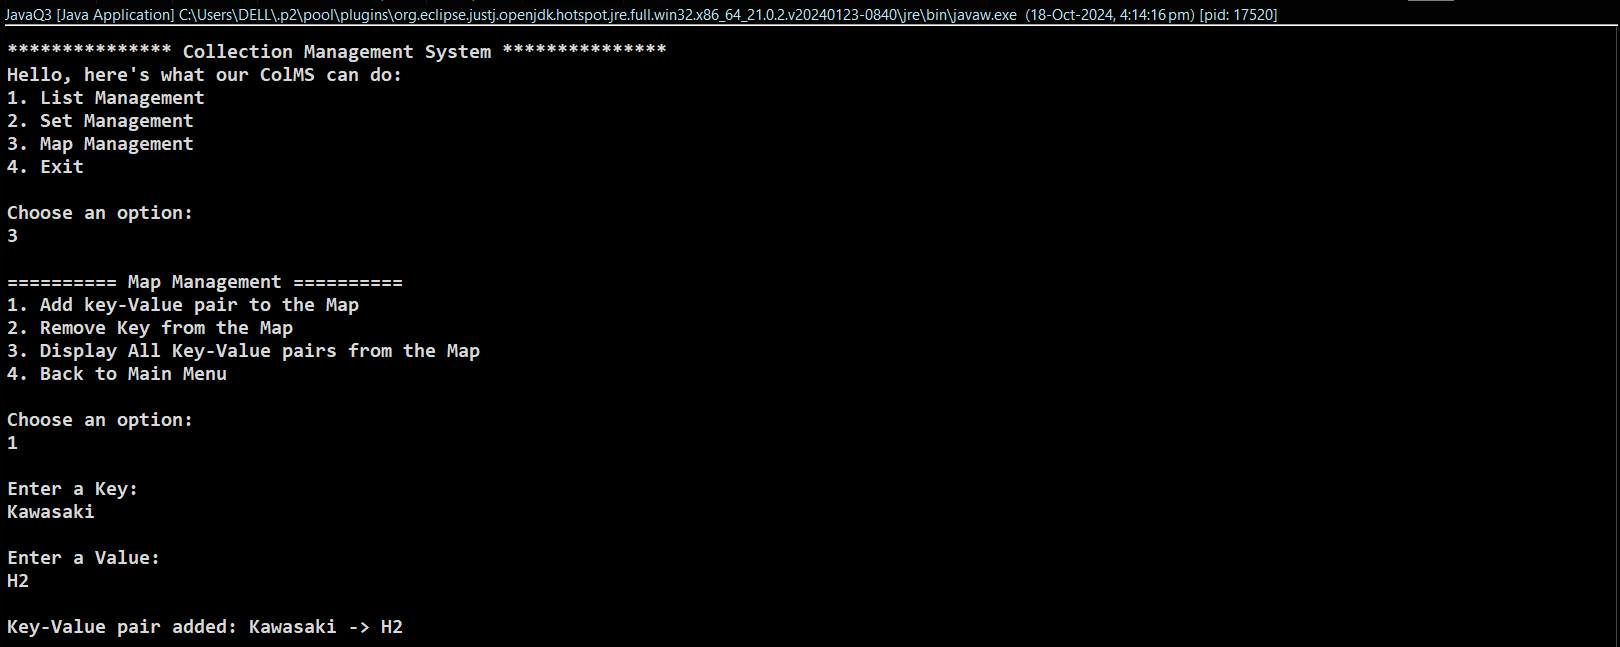 JavaQ3 [Java Application] C:\Users\DELL\.p2\pool\plugins\org.eclipse.justj.openjdk.hotspot.jre.full.win32.x86_64_21.0.2.v20240123-0840\jre\bin\javaw.exe (18-Oct-2024, 4:14:16 pm) [pid: 17520]
*************** Collection Management System ***************
Hello, here's what our ColMS can do:
1. List Management
2. Set Management
3. Map Management
4. Exit
Choose an option:
3
========== Map Management ==========
1. Add key-Value pair to the Map
2. Remove Key from the Map
3. Display All Key-Value pairs from the Map
4. Back to Main Menu
Choose an option:
1
Enter a Key:
Kawasaki
Enter a Value:
H2
Key-Value pair added: Kawasaki -> H2